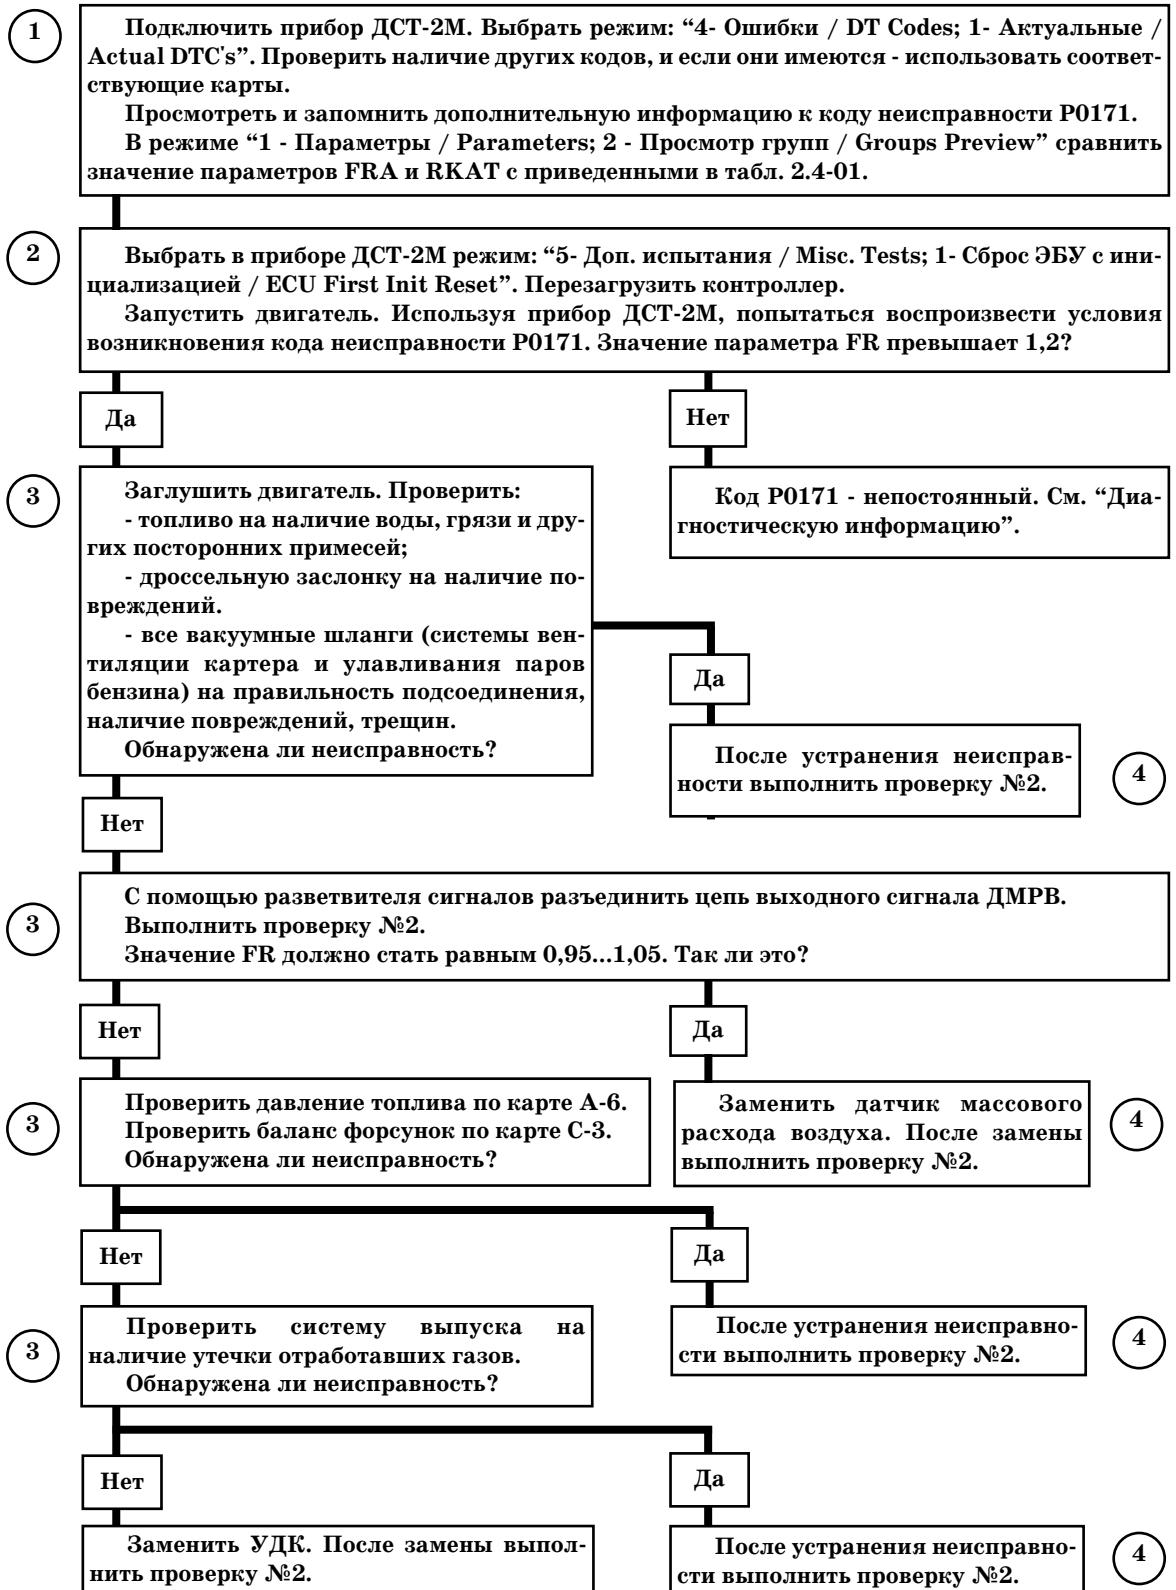 1
Подключить прибор ДСТ-2М. Выбрать режим: “4- Ошибки / DT Codes; 1- Актуальные /
Actual DTC's”. Проверить наличие других кодов, и если они имеются - использовать соответ-
ствующие карты.
Просмотреть и запомнить дополнительную информацию к коду неисправности Р0171.
В режиме “1 - Параметры / Parameters; 2 - Просмотр групп / Groups Preview” сравнить
значение параметров FRA и RKAT с приведенными в табл. 2.4-01.
2
Выбрать в приборе ДСТ-2М режим: “5- Доп. испытания / Misc. Tests; 1- Сброс ЭБУ с ини-
циализацией / ECU First Init Reset”. Перезагрузить контроллер.
Запустить двигатель. Используя прибор ДСТ-2М, попытаться воспроизвести условия
возникновения кода неисправности Р0171. Значение параметра FR превышает 1,2?
Да
Нет
3
Заглушить двигатель. Проверить:
- топливо на наличие воды, грязи и дру-
гих посторонних примесей;
- дроссельную заслонку на наличие по-
вреждений.
- все вакуумные шланги (системы вен-
тиляции картера и улавливания паров
бензина) на правильность подсоединения,
наличие повреждений, трещин.
Обнаружена ли неисправность?
Код Р0171 - непостоянный. См. “Диа-
гностическую информацию”.
Да
После устранения неисправ-
ности выполнить проверку №2.
4
Нет
3
С помощью разветвителя сигналов разъединить цепь выходного сигнала ДМРВ.
Выполнить проверку №2.
Значение FR должно стать равным 0,95...1,05. Так ли это?
Нет
Да
3
Проверить давление топлива по карте А-6.
Проверить баланс форсунок по карте С-3.
Обнаружена ли неисправность?
Заменить датчик массового
расхода воздуха. После замены
выполнить проверку №2.
4
Нет
Да
3
Проверить систему выпуска на
наличие утечки отработавших газов.
Обнаружена ли неисправность?
После устранения неисправно-
сти выполнить проверку №2.
4
Нет
Да
Заменить УДК. После замены выпол-
нить проверку №2.
После устранения неисправно-
сти выполнить проверку №2.
4